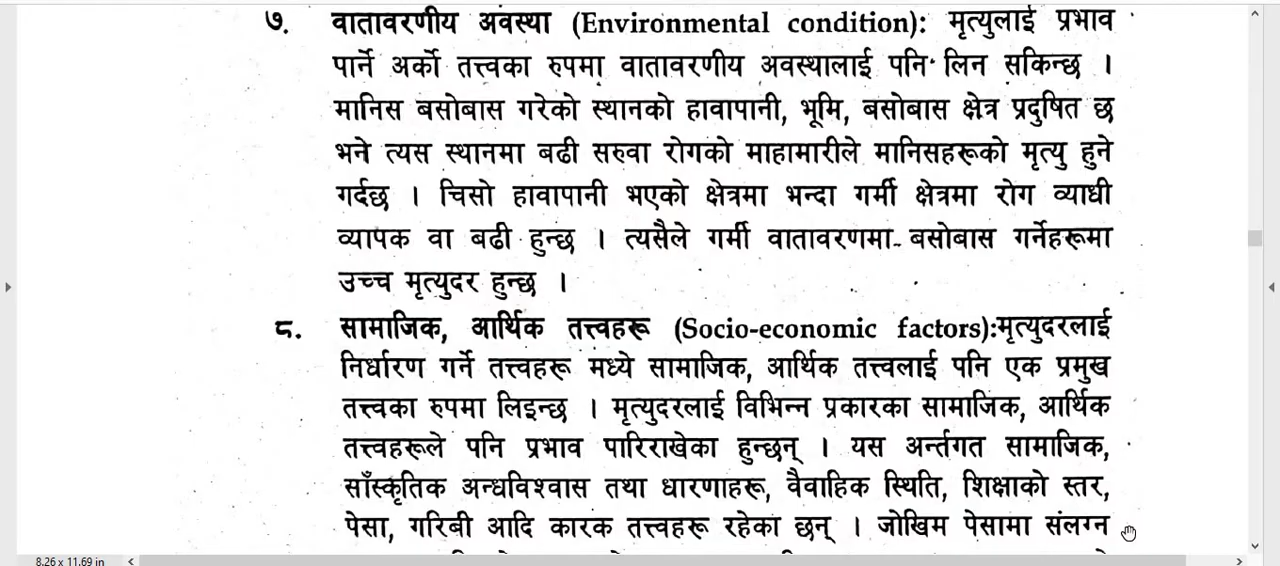 ७. वातावरणीय अवस्था (Environmental condition): मृत्युलाई प्रभाव
पार्ने अर्को तत्त्वका रुपमा वातावरणीय अवस्थालाई पनि लिन सकिन्छ ।
मानिस बसोबास गरेको स्थानको हावापानी, भूमि, बसोबास क्षेत्र प्रदुषित छ
भने त्यस स्थानमा बढी सरुवा रोगको माहामारीले मानिसहरूको मृत्यु हुने
गर्दछ । चिसो हावापानी भएको क्षेत्रमा भन्दा गर्मी क्षेत्रमा रोग व्याधी
व्यापक वा बढी हुन्छ । त्यसैले गर्मी वातावरणमा बसोबास गर्नेहरूमा
उच्च मृत्युदर हुन्छ ।
८. सामाजिक, आर्थिक तत्त्वहरू (Socio-economic factors):मृत्युदरलाई
निर्धारण गर्ने तत्त्वहरू मध्ये सामाजिक, आर्थिक तत्त्वलाई पनि एक प्रमुख
तत्त्वका रुपमा लिइन्छ । मृत्युदरलाई विभिन्न प्रकारका सामाजिक, आर्थिक
तत्त्वहरूले पनि प्रभाव पारिराखेका हुन्छन् । यस अर्न्तगत सामाजिक,
साँस्कृतिक अन्धविश्वास तथा धारणाहरू, वैवाहिक स्थिति, शिक्षाको स्तर,
पेसा, गरिबी आदि कारक तत्त्वहरू रहेका छन् । जोखिम पेसामा संलग्न
8.26 x 11.69 in